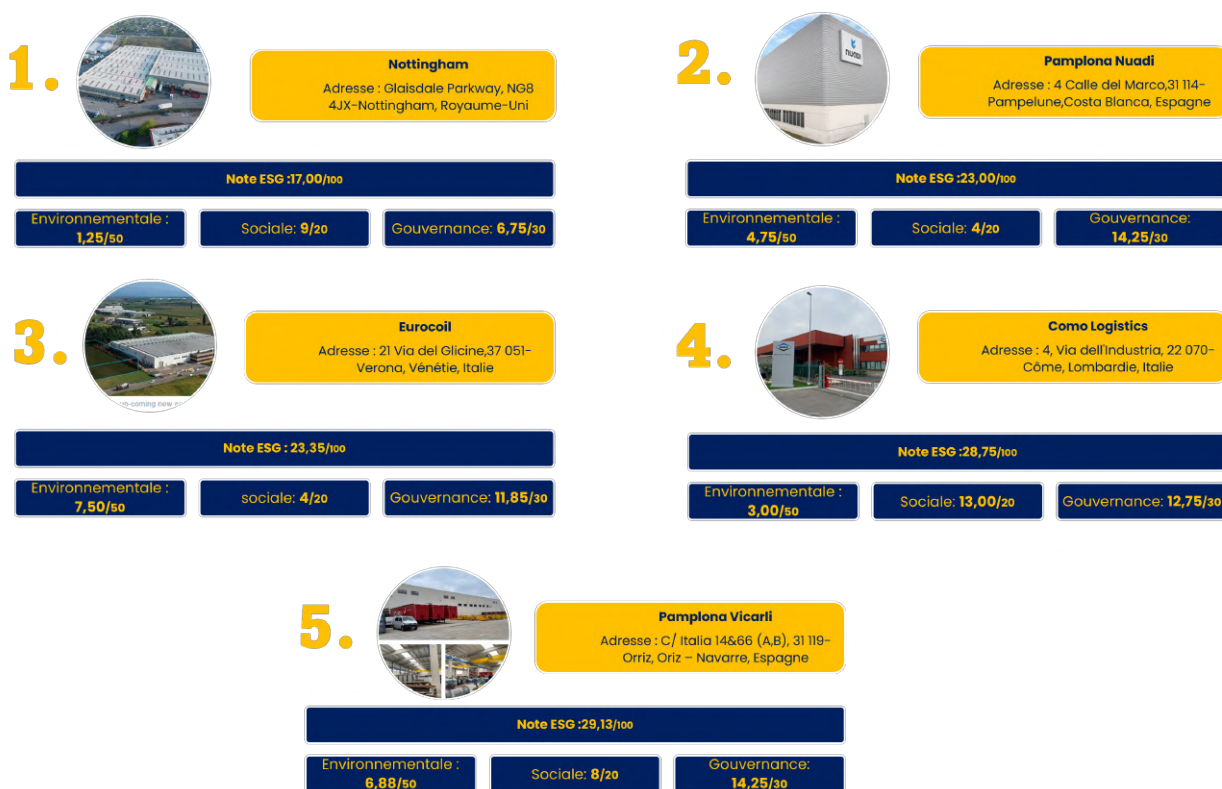 1.
Nottingham
Adresse : Glaisdale Parkway, NG8
4JX-Nottingham, Royaume-Uni
Note ESG :17,00/100
Environnementale :
1,25/50
Sociale: 9/20
Gouvernance: 6,75/30
2.
nuadi
Pamplona Nuadi
Adresse : 4 Calle del Marco,31 114-
Pampelune,Costa Blanca, Espagne
Note ESG :23,00/100
Environnementale :
4,75/50
Sociale: 4/20
Gouvernance:
14,25/30
3.
coming new
Eurocoil
Adresse : 21 Via del Glicine,37 051-
Verona, Vénétie, Italie
Note ESG : 23,35/100
Environnementale :
7,50/50
sociale: 4/20
Gouvernance: 11,85/30
4.
Como Logistics
Adresse : 4, Via dell'Industria, 22 070-
Côme, Lombardie, Italie
Note ESG :28,75/100
Environnementale :
3,00/50
Sociale: 13,00/20
Gouvernance: 12,75/30
5.
Pamplona Vicarli
Adresse : C/ Italia 14&66 (A,B), 31 119-
Orriz, Oriz – Navarre, Espagne
Note ESG :29,13/100
Environnementale :
6,88/50
Sociale: 8/20
Gouvernance:
14,25/30